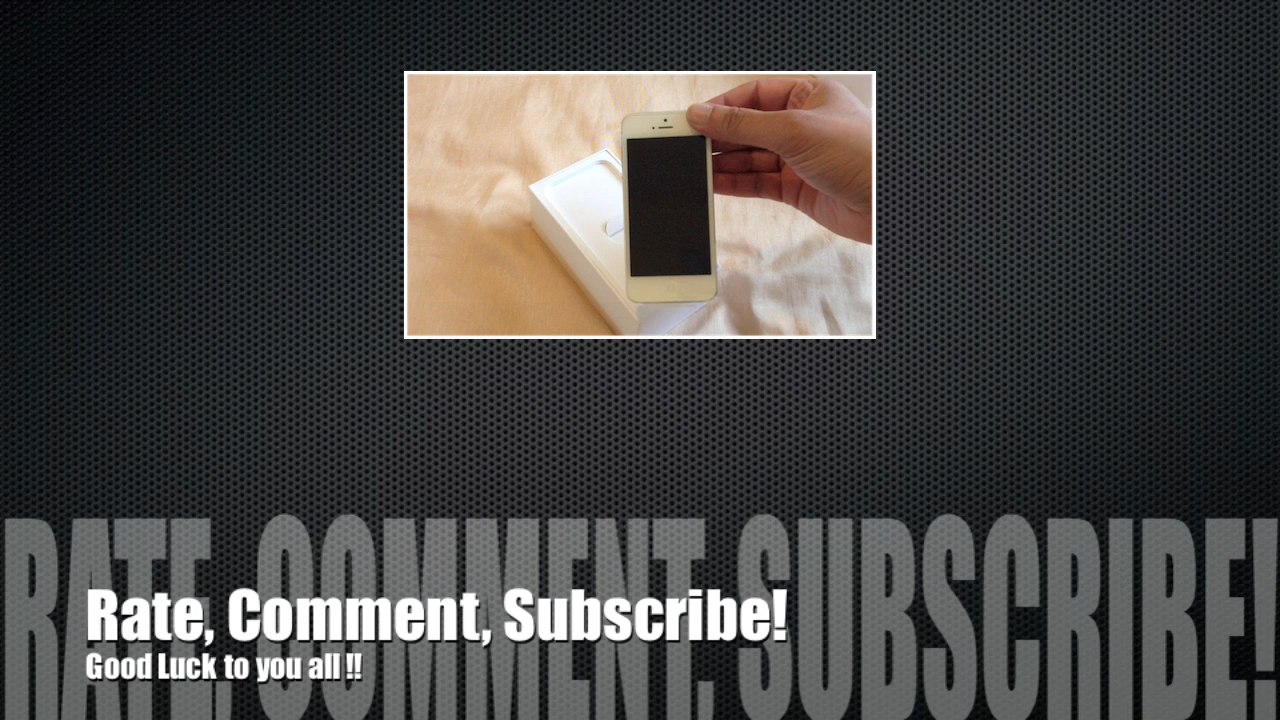 RATE, COMMENT, SUBSCRIBE!
Rate, Comment, Subscribe!
Good Luck to you all !!